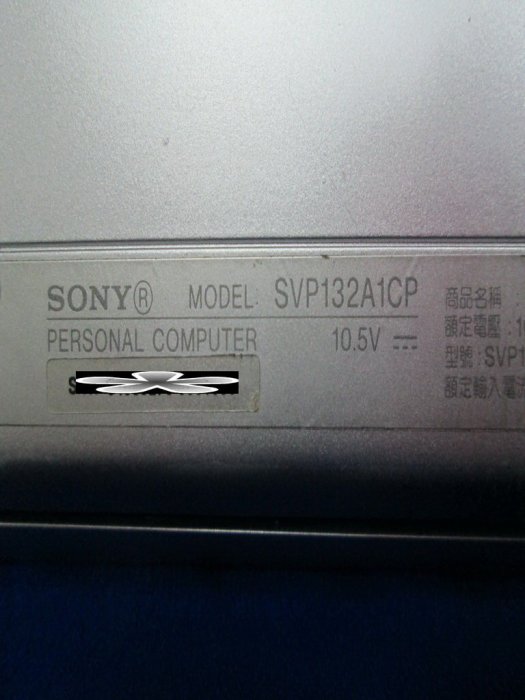 SONY® MODEL: SVP132A1CP
PERSONAL COMPUTER 10.5V ⎓
商品名稱 :
額定電壓 : 1
型號 : SVP1
額定輸入電